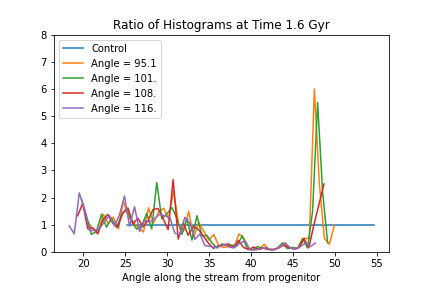 Ratio of Histograms at Time 1.6 Gyr
8
7
6
5
4
3
2
1
0
Control
Angle = 95.1
Angle = 101.
Angle = 108.
Angle = 116.
20 25 30 35 40 45 50 55
Angle along the stream from progenitor